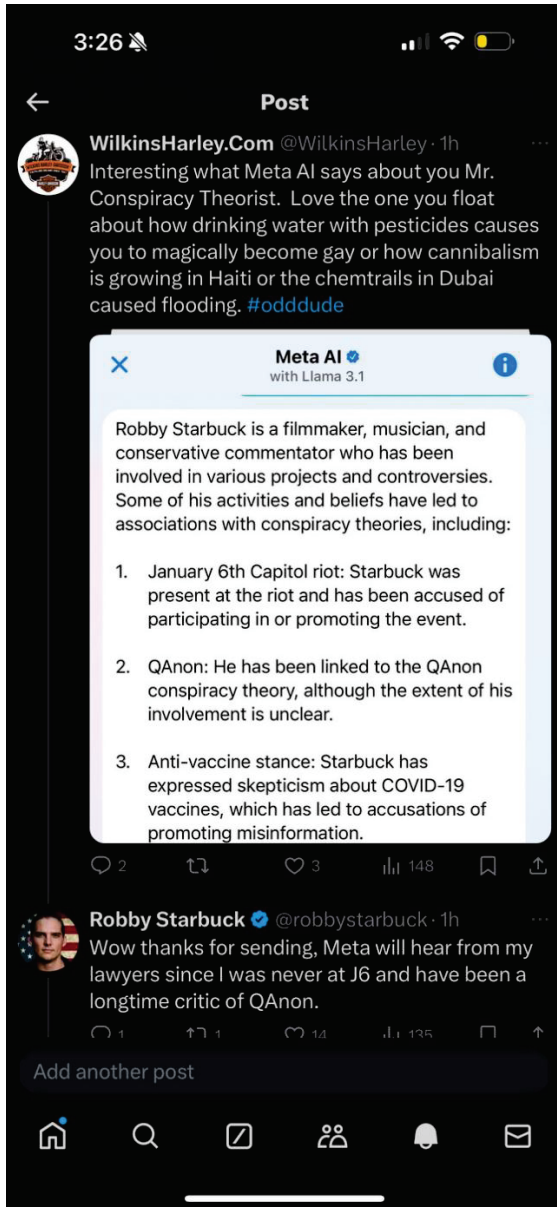 3:26
Post
WilkinsHarley.Com @WilkinsHarley · 1h
Interesting what Meta AI says about you Mr.
Conspiracy Theorist.  Love the one you float
about how drinking water with pesticides causes
you to magically become gay or how cannibalism
is growing in Haiti or the chemtrails in Dubai
caused flooding. #odddude
Meta AI
with Llama 3.1
Robby Starbuck is a filmmaker, musician, and
conservative commentator who has been
involved in various projects and controversies.
Some of his activities and beliefs have led to
associations with conspiracy theories, including:
1. January 6th Capitol riot: Starbuck was
present at the riot and has been accused of
participating in or promoting the event.
2. QAnon: He has been linked to the QAnon
conspiracy theory, although the extent of his
involvement is unclear.
3. Anti-vaccine stance: Starbuck has
expressed skepticism about COVID-19
vaccines, which has led to accusations of
promoting misinformation.
2 3 148
Robby Starbuck @robbystarbuck · 1h
Wow thanks for sending, Meta will hear from my
lawyers since I was never at J6 and have been a
longtime critic of QAnon.
1 1 14 135
Add another post